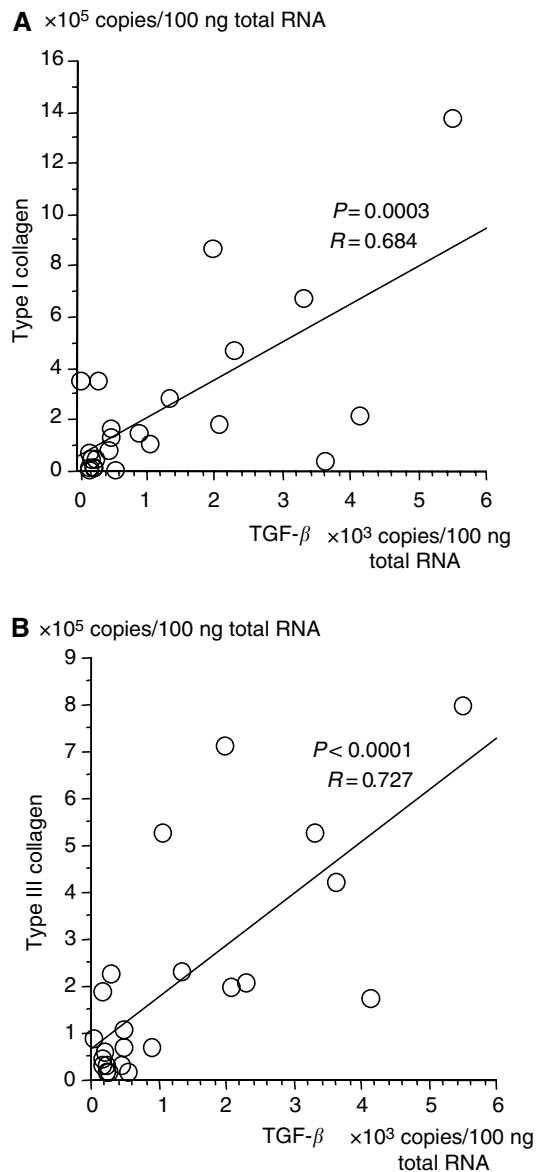 A ×10⁵ copies/100 ng total RNA
16
14
12
10
8
6
4
2
0
Type I collagen
P= 0.0003
R= 0.684
0 1 2 3 4 5 6
TGF-β ×10³ copies/100 ng
total RNA
B ×10⁵ copies/100 ng total RNA
9
8
7
6
5
4
3
2
1
0
Type III collagen
P< 0.0001
R= 0.727
0 1 2 3 4 5 6
TGF-β ×10³ copies/100 ng
total RNA